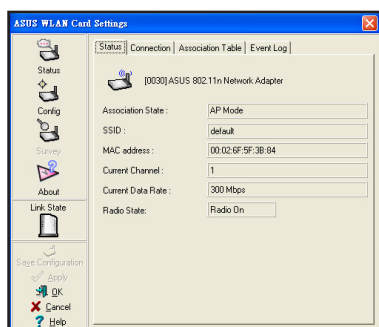 ASUS WLAN Card Settings
Status
Config
Survey
About
Link State
Save Configuration
Apply
OK
Cancel
Help
Status Connection Association Table Event Log
[0030] ASUS 802.11n Network Adapter
Association State : AP Mode
SSID : default
MAC address : 00:02:6F:5F:3B:84
Current Channel : 1
Current Data Rate : 300 Mbps
Radio State: Radio On